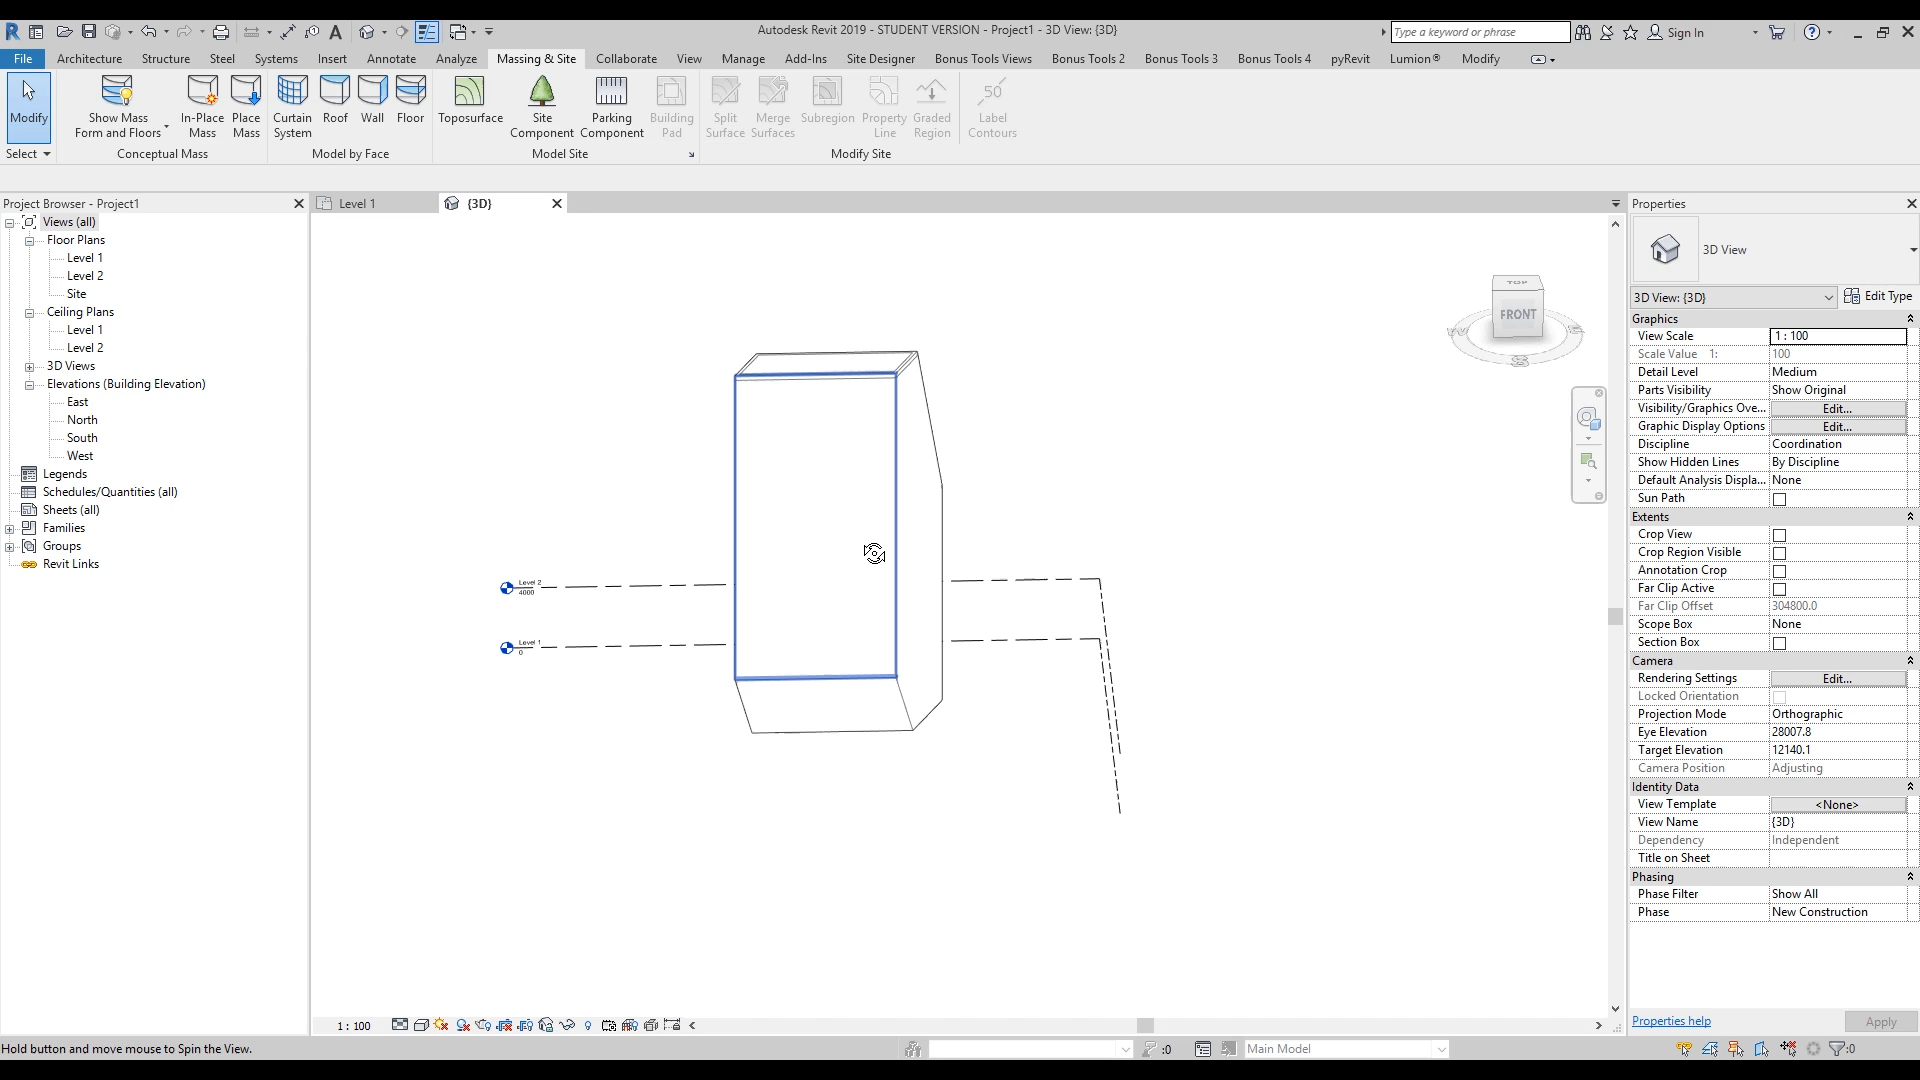 Autodesk Revit 2019 - STUDENT VERSION - Project1 - 3D View: {3D}
Type a keyword or phrase
Sign In
File Architecture Structure Steel Systems Insert Annotate Analyze Massing & Site Collaborate View Manage Add-Ins Site Designer Bonus Tools Views Bonus Tools 2 Bonus Tools 3 Bonus Tools 4 pyRevit Lumion® Modify
Modify
Show Mass Form and Floors
In-Place Mass
Place Mass
Curtain System
Roof
Wall
Floor
Toposurface
Site Component
Parking Component
Building Pad
Split Surface
Merge Surfaces
Subregion
Property Line
Graded Region
50
Label Contours
Select
Conceptual Mass
Model by Face
Model Site
Modify Site
Project Browser - Project1
Views (all)
Floor Plans
Level 1
Level 2
Site
Ceiling Plans
Level 1
Level 2
3D Views
Elevations (Building Elevation)
East
North
South
West
Legends
Schedules/Quantities (all)
Sheets (all)
Families
Groups
Revit Links
Level 1
{3D}
TOP
FRONT
W
S
E
Level 2
4000
Level 1
0
Properties
3D View
3D View: {3D}
Edit Type
Graphics
View Scale 1 : 100
Scale Value 1: 100
Detail Level Medium
Parts Visibility Show Original
Visibility/Graphics Ove... Edit...
Graphic Display Options Edit...
Discipline Coordination
Show Hidden Lines By Discipline
Default Analysis Displa... None
Sun Path
Extents
Crop View
Crop Region Visible
Annotation Crop
Far Clip Active
Far Clip Offset 304800.0
Scope Box None
Section Box
Camera
Rendering Settings Edit...
Locked Orientation
Projection Mode Orthographic
Eye Elevation 28007.8
Target Elevation 12140.1
Camera Position Adjusting
Identity Data
View Template <None>
View Name {3D}
Dependency Independent
Title on Sheet
Phasing
Phase Filter Show All
Phase New Construction
Properties help
Apply
1 : 100
Hold button and move mouse to Spin the View.
:0
Main Model
:0